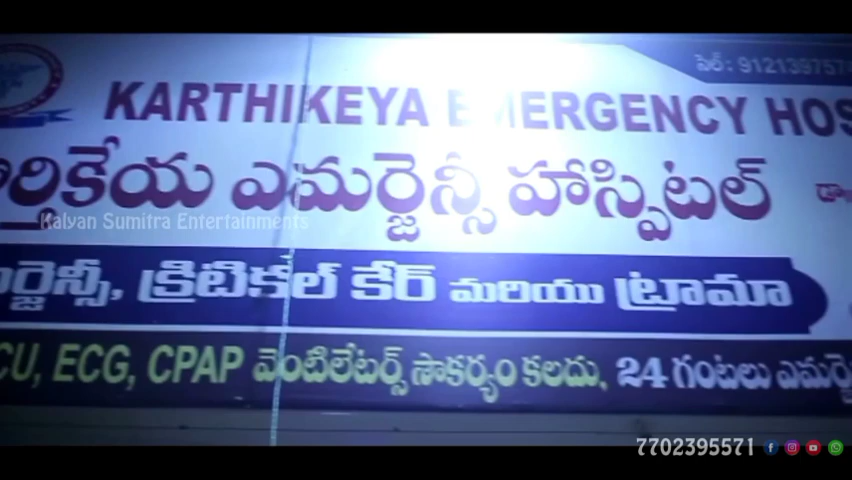 సెల్: 912139757
KARTHIKEYA EMERGENCY HOS
ర్తికేయ ఎమర్జెన్సీ హాస్పిటల్
Kalyan Sumitra Entertainments
ర్జెన్సీ, క్రిటికల్ కేర్ మరియు ట్రామా
CU, ECG, CPAP వెంటిలేటర్స్ సౌకర్యం కలదు, 24 గంటలు ఎమర్జె
7702395571